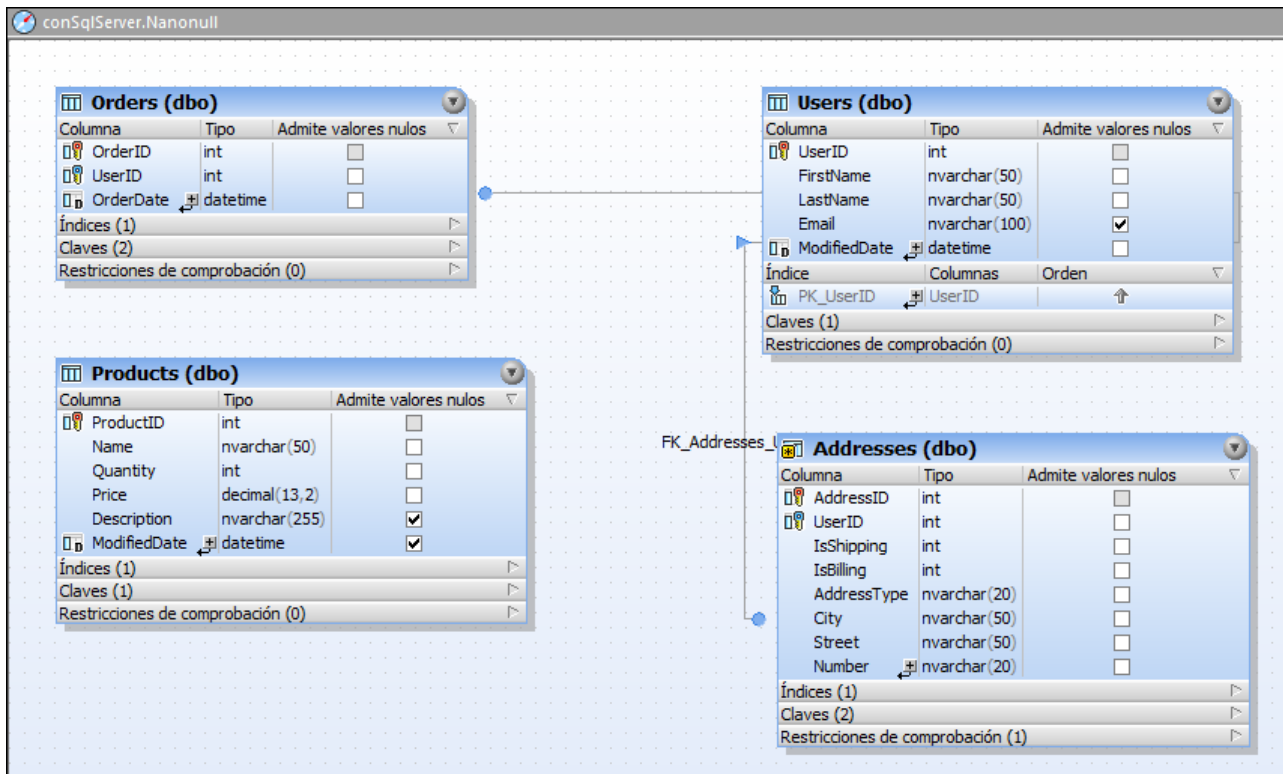 conSqlServer.Nanonull
Orders (dbo)
Columna Tipo Admite valores nulos
OrderID int
UserID int
OrderDate datetime
Índices (1)
Claves (2)
Restricciones de comprobación (0)
Users (dbo)
Columna Tipo Admite valores nulos
UserID int
FirstName nvarchar(50)
LastName nvarchar(50)
Email nvarchar(100)
ModifiedDate datetime
Índice Columnas Orden
PK_UserID UserID
Claves (1)
Restricciones de comprobación (0)
Products (dbo)
Columna Tipo Admite valores nulos
ProductID int
Name nvarchar(50)
Quantity int
Price decimal(13,2)
Description nvarchar(255)
ModifiedDate datetime
Índices (1)
Claves (1)
Restricciones de comprobación (0)
FK_Addresses_
Addresses (dbo)
Columna Tipo Admite valores nulos
AddressID int
UserID int
IsShipping int
IsBilling int
AddressType nvarchar(20)
City nvarchar(50)
Street nvarchar(50)
Number nvarchar(20)
Índices (1)
Claves (2)
Restricciones de comprobación (1)